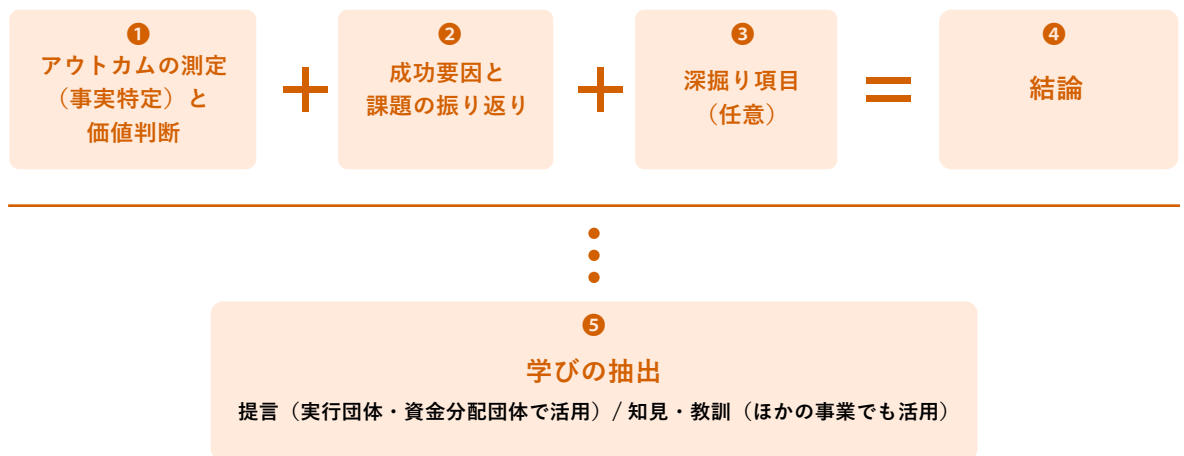 ❶
アウトカムの測定
（事実特定）と
価値判断
＋
❷
成功要因と
課題の振り返り
＋
❸
深掘り項目
（任意）
＝
❹
結論
❺
学びの抽出
提言（実行団体・資金分配団体で活用）/ 知見・教訓（ほかの事業でも活用）